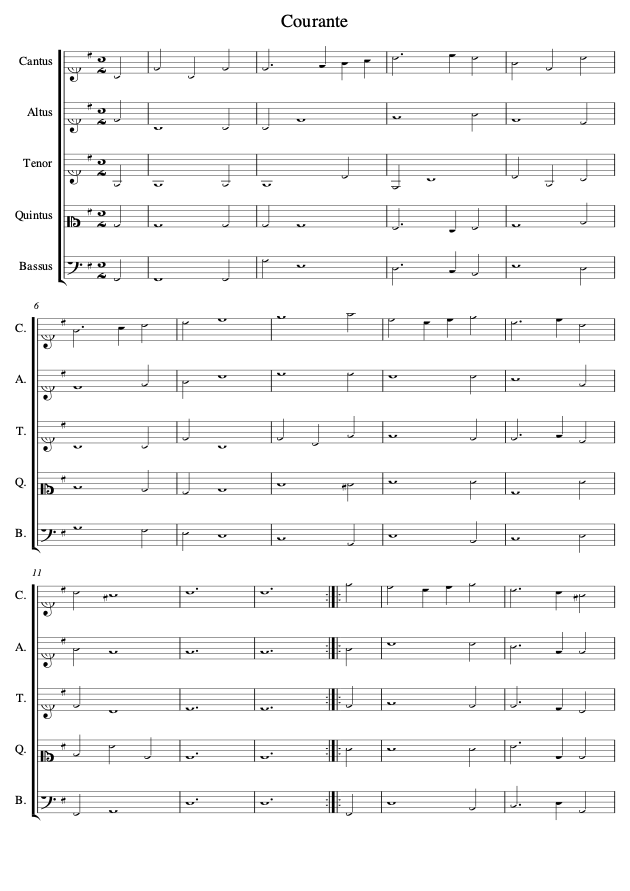 Courante
Cantus
Altus
Tenor
Quintus
Bassus
6
C.
A.
T.
Q.
B.
11
C.
A.
T.
Q.
B.